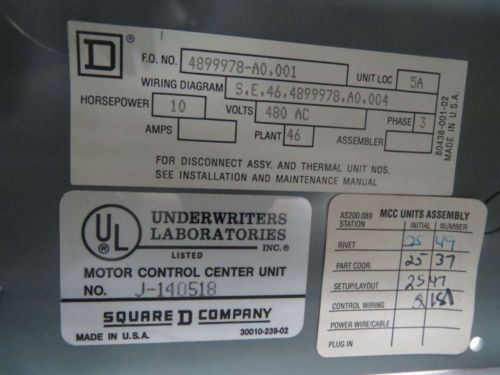 D ®
F.O. NO. 4899978-A0.001 UNIT LOC 5A
WIRING DIAGRAM S.E.46.4899978.A0.004
HORSEPOWER 10 VOLTS 480 AC PHASE 3
AMPS PLANT 46 ASSEMBLER
FOR DISCONNECT ASSY. AND THERMAL UNIT NOS.
SEE INSTALLATION AND MAINTENANCE MANUAL
80438-001-02
MADE IN U.S.A.
UL ®
UNDERWRITERS
LABORATORIES
INC.®
LISTED
MOTOR CONTROL CENTER UNIT
NO. J-140518
SQUARE D COMPANY
MADE IN U.S.A. 30010-239-02
AS200.089 MCC UNITS ASSEMBLY
STATION INITIAL NUMBER
RIVET 25 44
PART COOR. 25 37
SETUP/LAYOUT 25 47
CONTROL WIRING
POWER WIRE/CABLE
PLUG IN